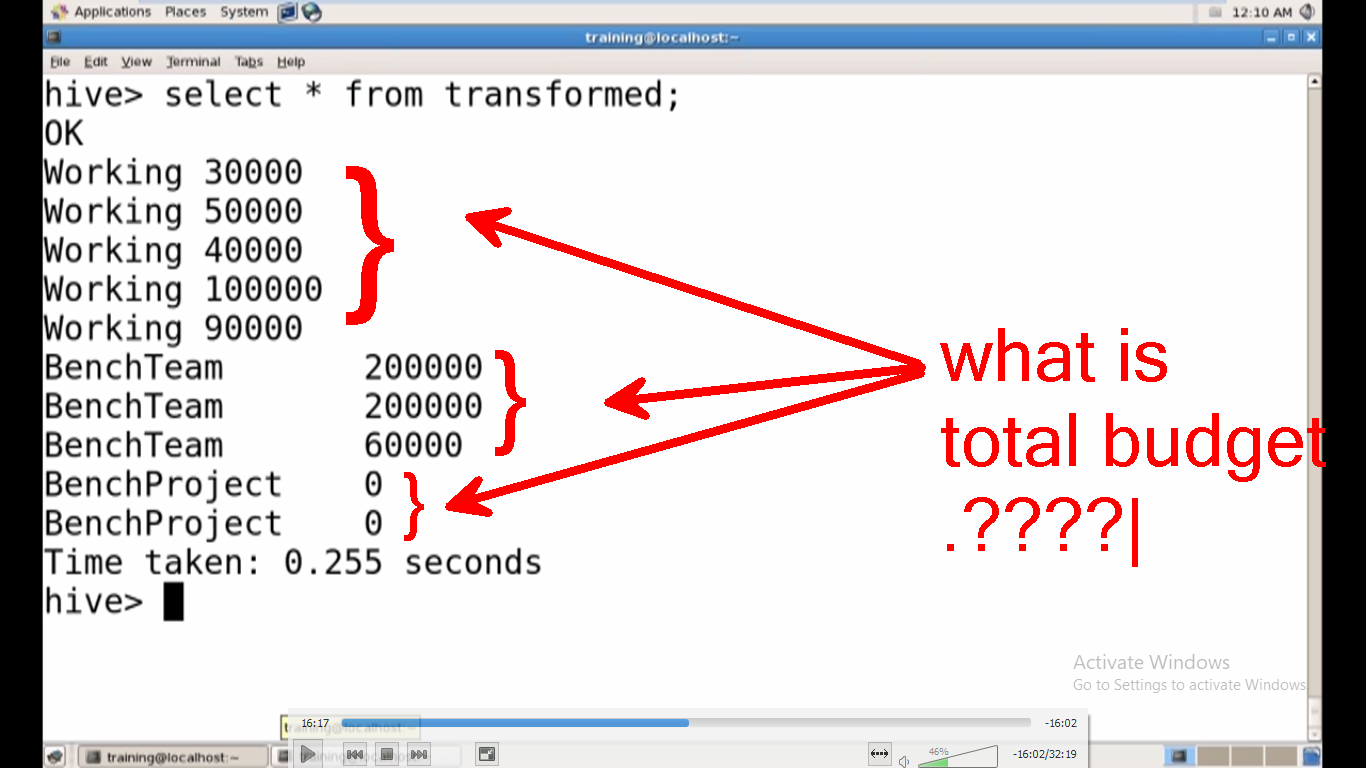 Applications Places System 12:10 AM
training@localhost:~
File Edit View Terminal Tabs Help
hive> select * from transformed;
OK
Working 30000
Working 50000
Working 40000
Working 100000
Working 90000
BenchTeam 200000
BenchTeam 200000
BenchTeam 60000
BenchProject 0
BenchProject 0
Time taken: 0.255 seconds
hive>
what is
total budget
.????|
Activate Windows
Go to Settings to activate Windows
16:17 -16:02
training@localhost:~
training@localhost:~
46%
-16:02/32:19